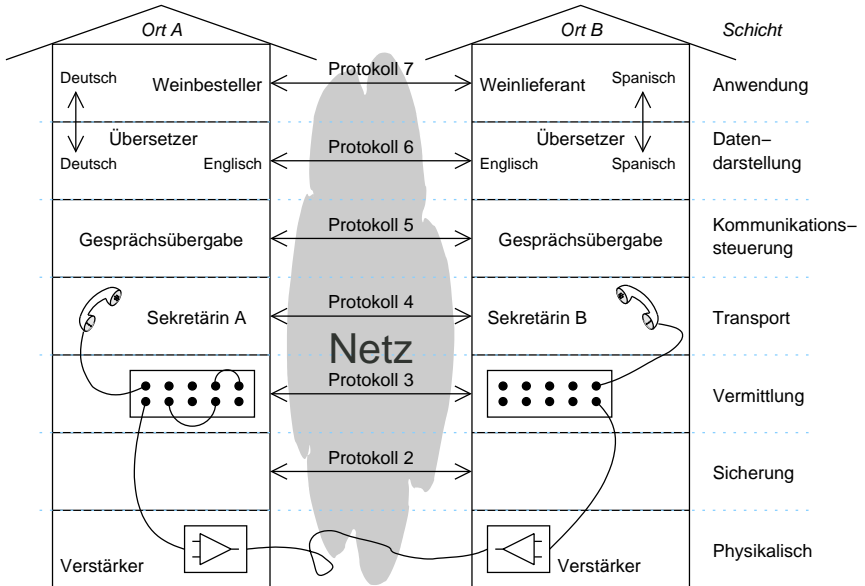 Ort A Ort B Schicht
Protokoll 7
Deutsch Weinbesteller Weinlieferant Spanisch Anwendung
Übersetzer Protokoll 6 Übersetzer Daten–
Deutsch Englisch Englisch Spanisch darstellung
Protokoll 5 Kommunikations–
Gesprächsübergabe Gesprächsübergabe steuerung
Protokoll 4
Sekretärin A Sekretärin B Transport
Netz
Protokoll 3
Vermittlung
Protokoll 2
Sicherung
Physikalisch
Verstärker Verstärker